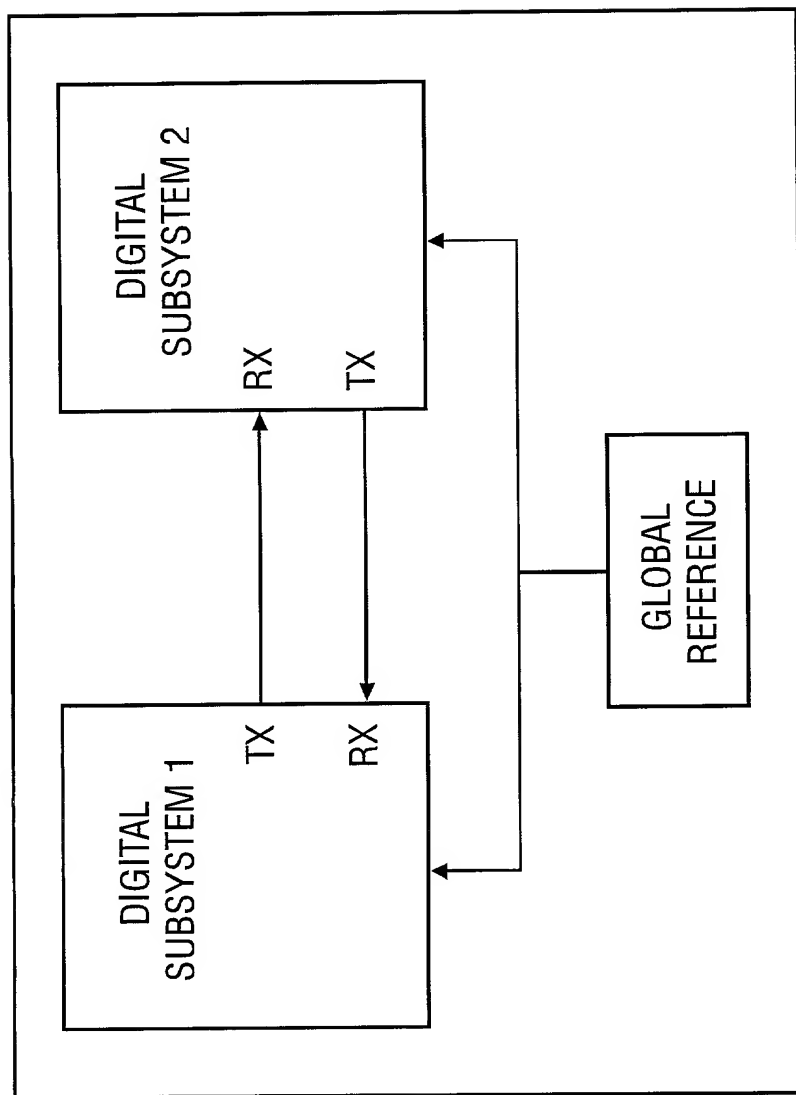 DIGITAL
SUBSYSTEM 1
TX
RX
DIGITAL
SUBSYSTEM 2
RX
TX
GLOBAL
REFERENCE